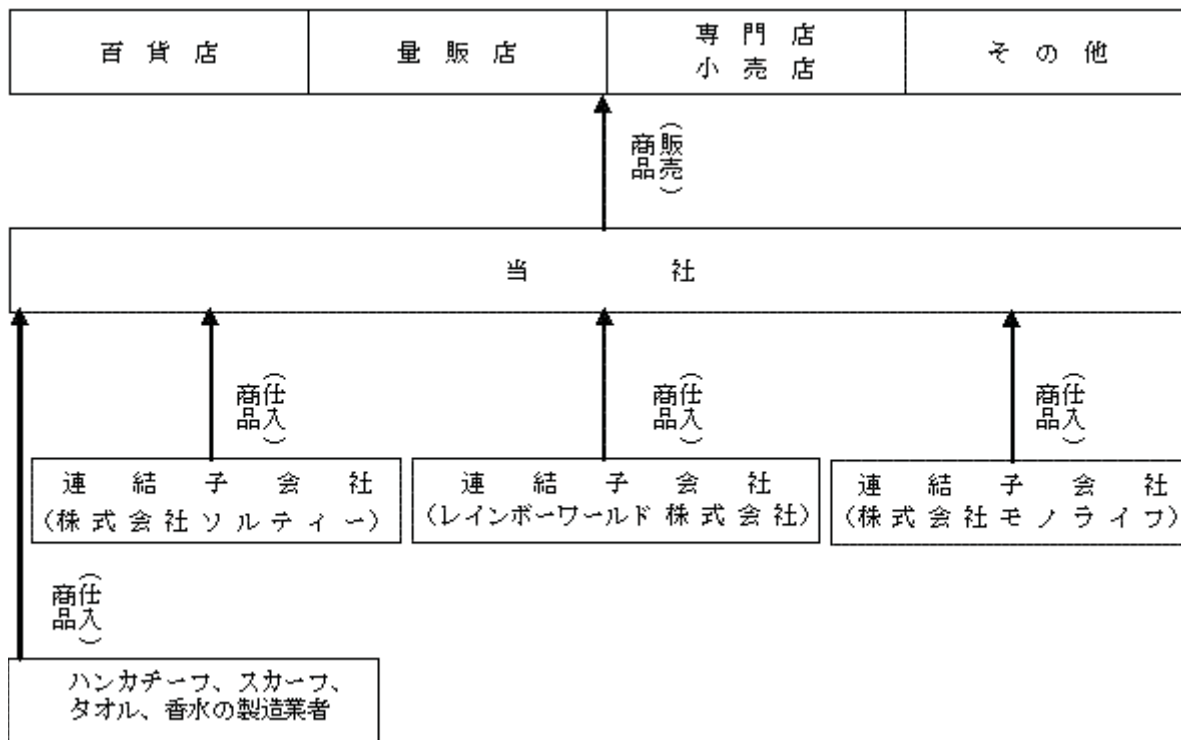 百貨店
量販店
専門店
小売店
その他
商品
(販売)
当社
商品
(仕入)
商品
(仕入)
商品
(仕入)
連結子会社
(株式会社ソルティー)
連結子会社
(レインボーワールド株式会社)
連結子会社
(株式会社モノライフ)
商品
(仕入)
ハンカチーフ、スカーフ、
タオル、香水の製造業者